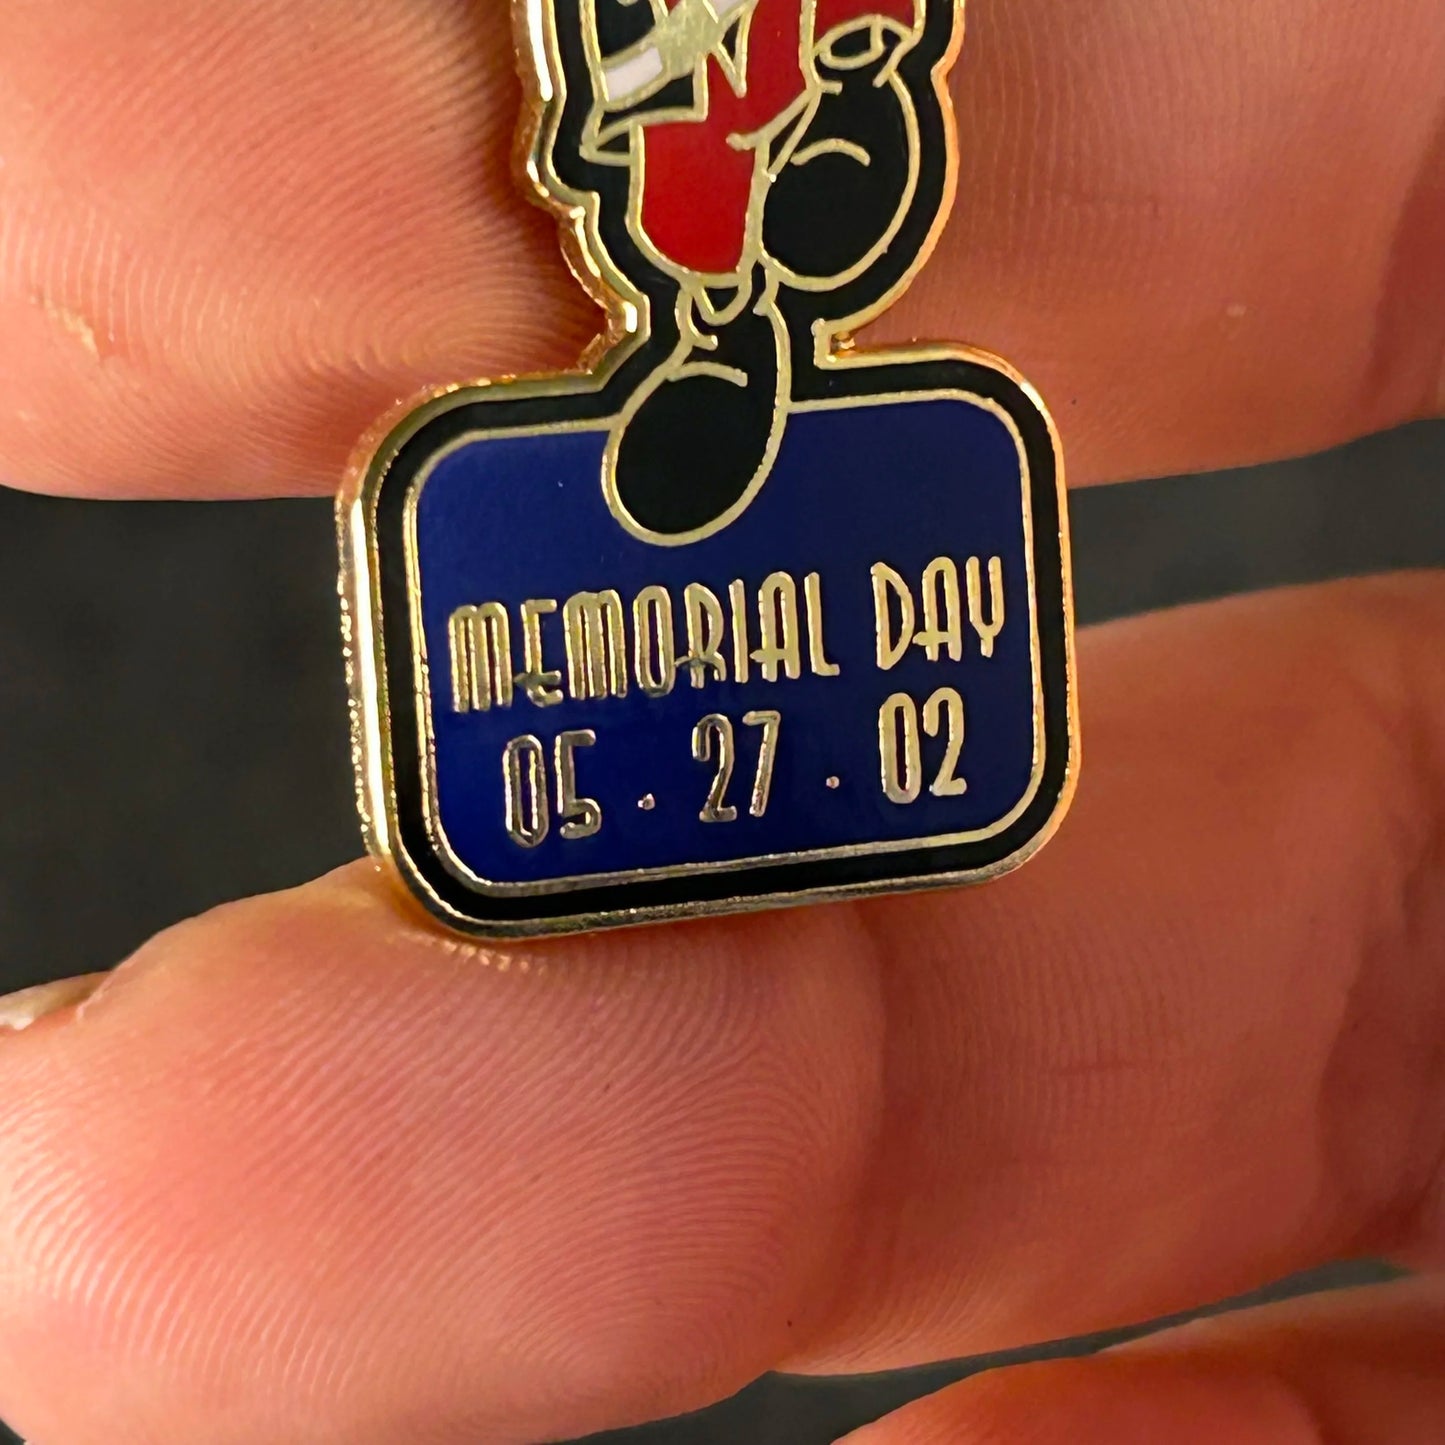 MEMORIAL DAY
05 · 27 · 02